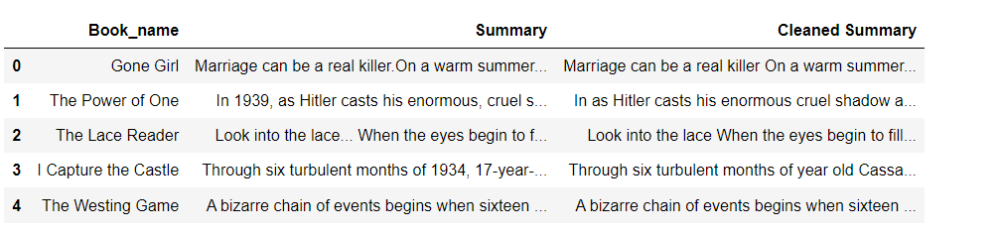 Book_name Summary Cleaned Summary
0 Gone Girl Marriage can be a real killer.On a warm summer... Marriage can be a real killer On a warm summer...
1 The Power of One In 1939, as Hitler casts his enormous, cruel s... In as Hitler casts his enormous cruel shadow a...
2 The Lace Reader Look into the lace... When the eyes begin to f... Look into the lace When the eyes begin to fill...
3 I Capture the Castle Through six turbulent months of 1934, 17-year-... Through six turbulent months of year old Cassa...
4 The Westing Game A bizarre chain of events begins when sixteen ... A bizarre chain of events begins when sixteen ...